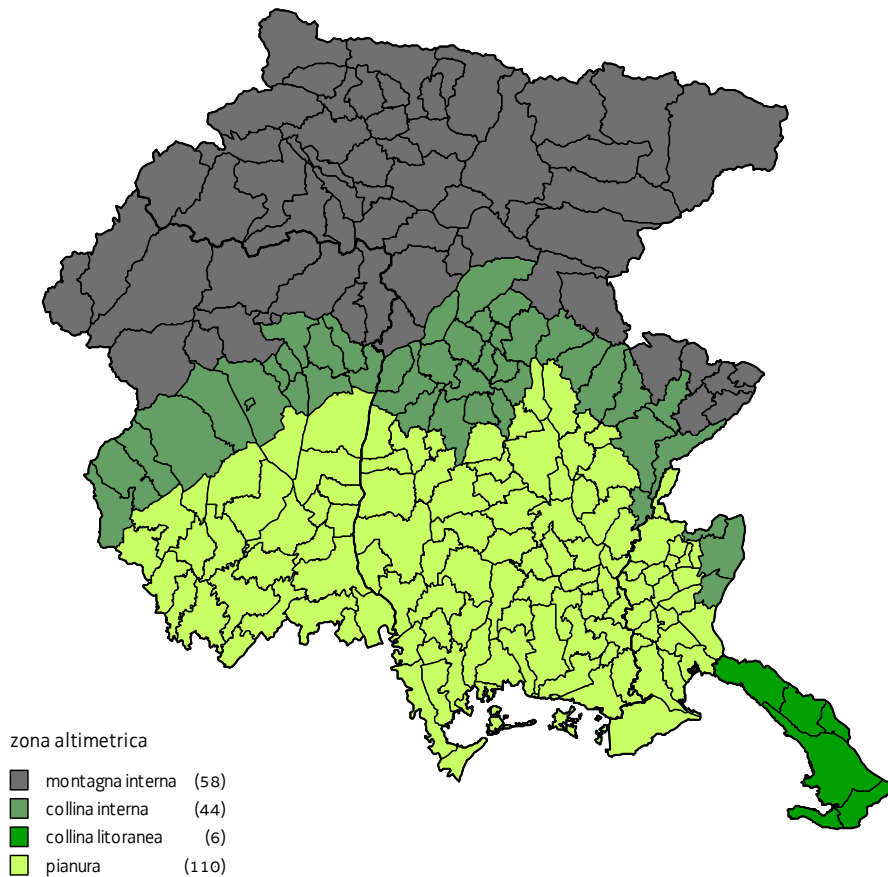 zona altimetrica
montagna interna (58)
collina interna (44)
collina litoranea (6)
pianura (110)